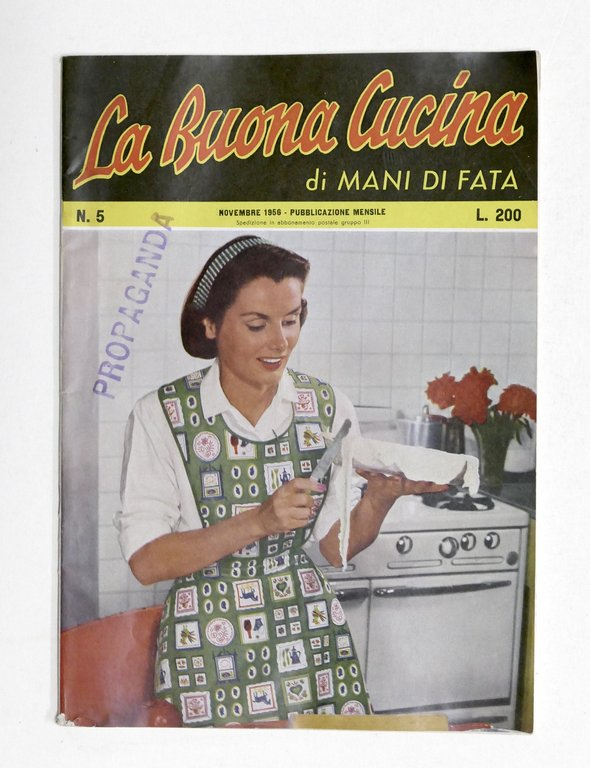 La Buona Cucina
di MANI DI FATA
N. 5
NOVEMBRE 1956 - PUBBLICAZIONE MENSILE
Spedizione in abbonamento postale gruppo III
L. 200
PROPAGANDA